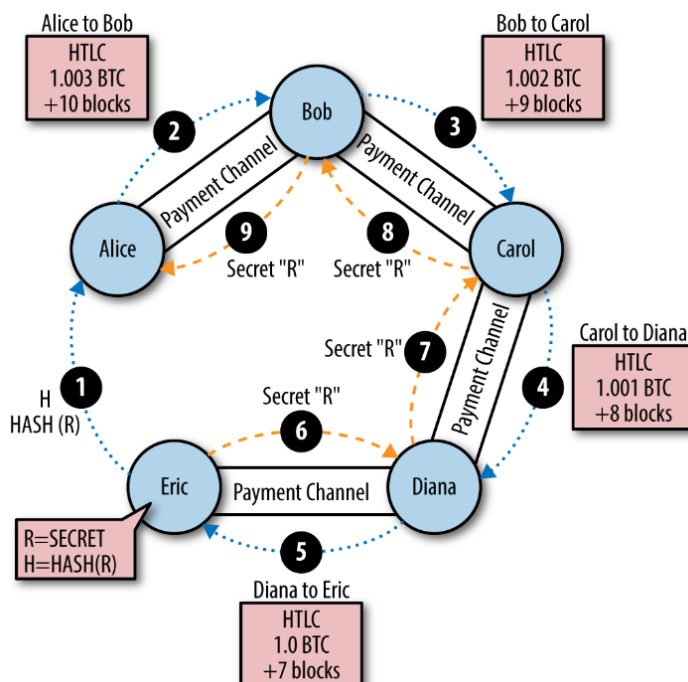 Alice to Bob
HTLC
1.003 BTC
+10 blocks
Bob to Carol
HTLC
1.002 BTC
+9 blocks
2
Bob
3
Payment Channel
Payment Channel
Alice
9
Secret "R"
8
Secret "R"
Carol
Carol to Diana
HTLC
1.001 BTC
+8 blocks
Secret "R"
7
Payment Channel
4
1
H
HASH (R)
Secret "R"
6
Eric
Payment Channel
Diana
R=SECRET
H=HASH(R)
5
Diana to Eric
HTLC
1.0 BTC
+7 blocks